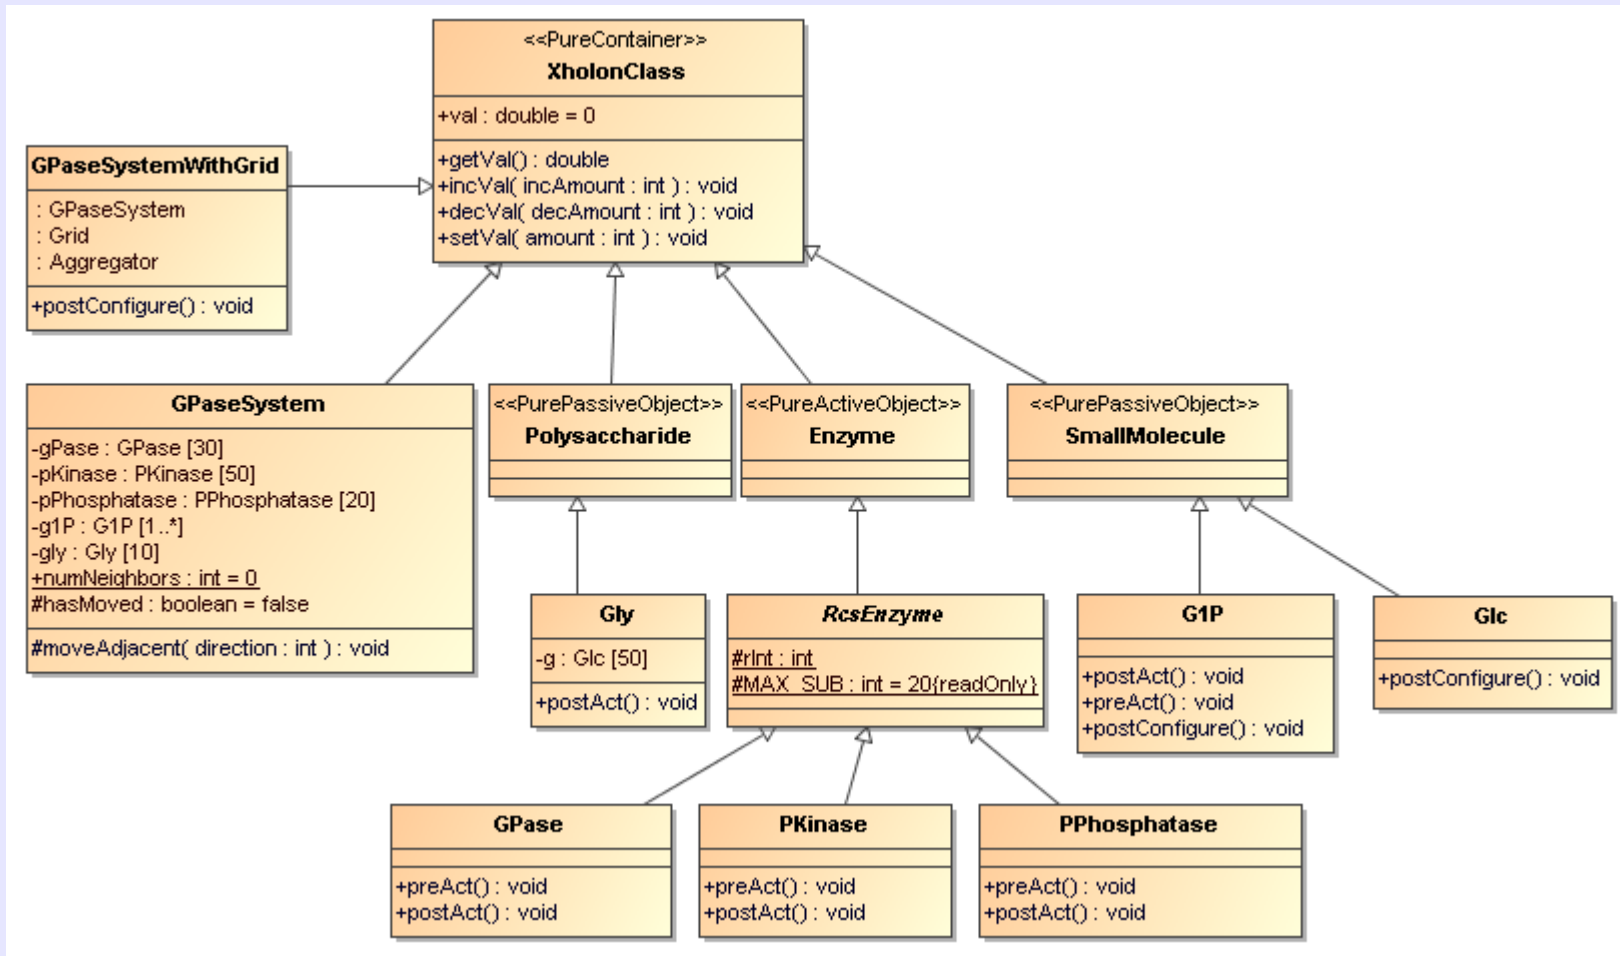 <<PureContainer>>
XholonClass
+val : double = 0
+getVal() : double
+incVal( incAmount : int ) : void
+decVal( decAmount : int ) : void
+setVal( amount : int ) : void
GPaseSystemWithGrid
: GPaseSystem
: Grid
: Aggregator
+postConfigure() : void
GPaseSystem
-gPase : GPase [30]
-pKinase : PKinase [50]
-pPhosphatase : PPhosphatase [20]
-g1P : G1P [1..*]
-gly : Gly [10]
+numNeighbors : int = 0
#hasMoved : boolean = false
#moveAdjacent( direction : int ) : void
<<PurePassiveObject>>
Polysaccharide
<<PureActiveObject>>
Enzyme
<<PurePassiveObject>>
SmallMolecule
Gly
-g : Glc [50]
+postAct() : void
RcsEnzyme
#rInt : int
#MAX_SUB : int = 20{readOnly}
G1P
+postAct() : void
+preAct() : void
+postConfigure() : void
Glc
+postConfigure() : void
GPase
+preAct() : void
+postAct() : void
PKinase
+preAct() : void
+postAct() : void
PPhosphatase
+preAct() : void
+postAct() : void